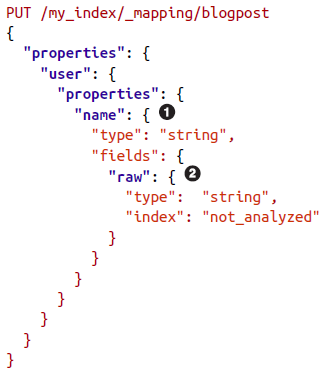 PUT /my_index/_mapping/blogpost
{
  "properties": {
    "user": {
      "properties": {
        "name": { ❶
          "type": "string",
          "fields": {
            "raw": { ❷
              "type":  "string",
              "index": "not_analyzed"
            }
          }
        }
      }
    }
  }
}